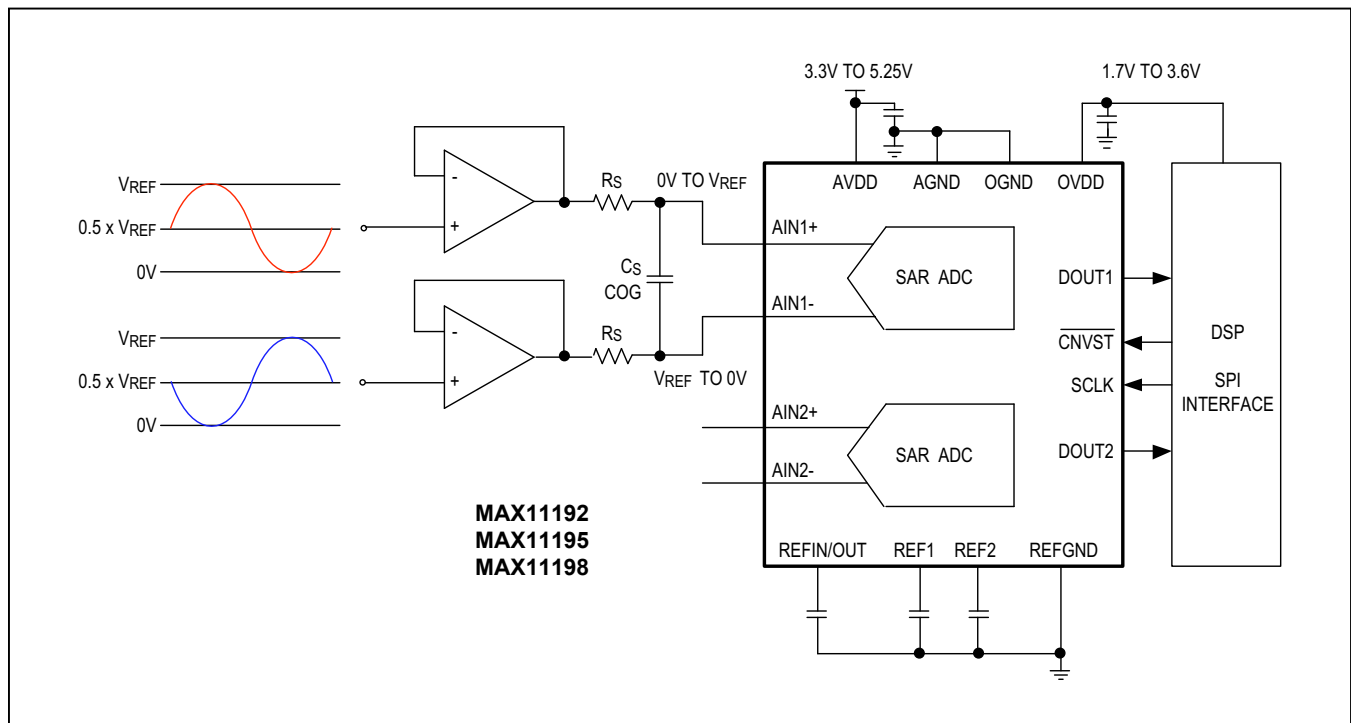 3.3V TO 5.25V
1.7V TO 3.6V
VREF
0.5 x VREF
0V
-
+
RS
0V TO VREF
CS
COG
VREF
0.5 x VREF
0V
-
+
RS
VREF TO 0V
AVDD
AGND
OGND
OVDD
AIN1+
AIN1-
SAR ADC
AIN2+
AIN2-
SAR ADC
DOUT1
CNVST
SCLK
DOUT2
DSP
SPI
INTERFACE
MAX11192
MAX11195
MAX11198
REFIN/OUT
REF1
REF2
REFGND